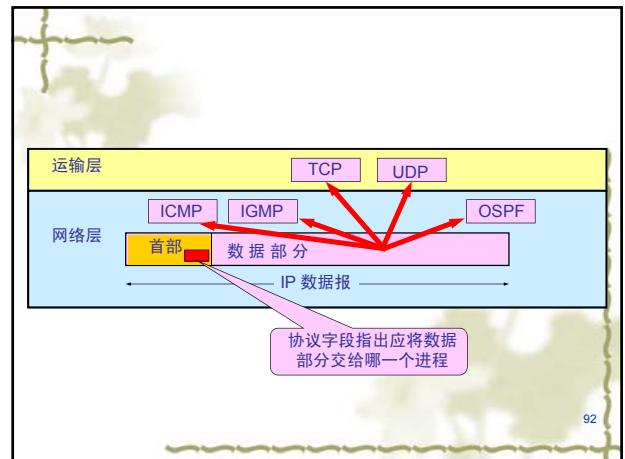 运输层
TCP
UDP
ICMP
IGMP
OSPF
网络层
首部
数 据 部 分
IP 数据报
协议字段指出应将数据
部分交给哪一个进程
92